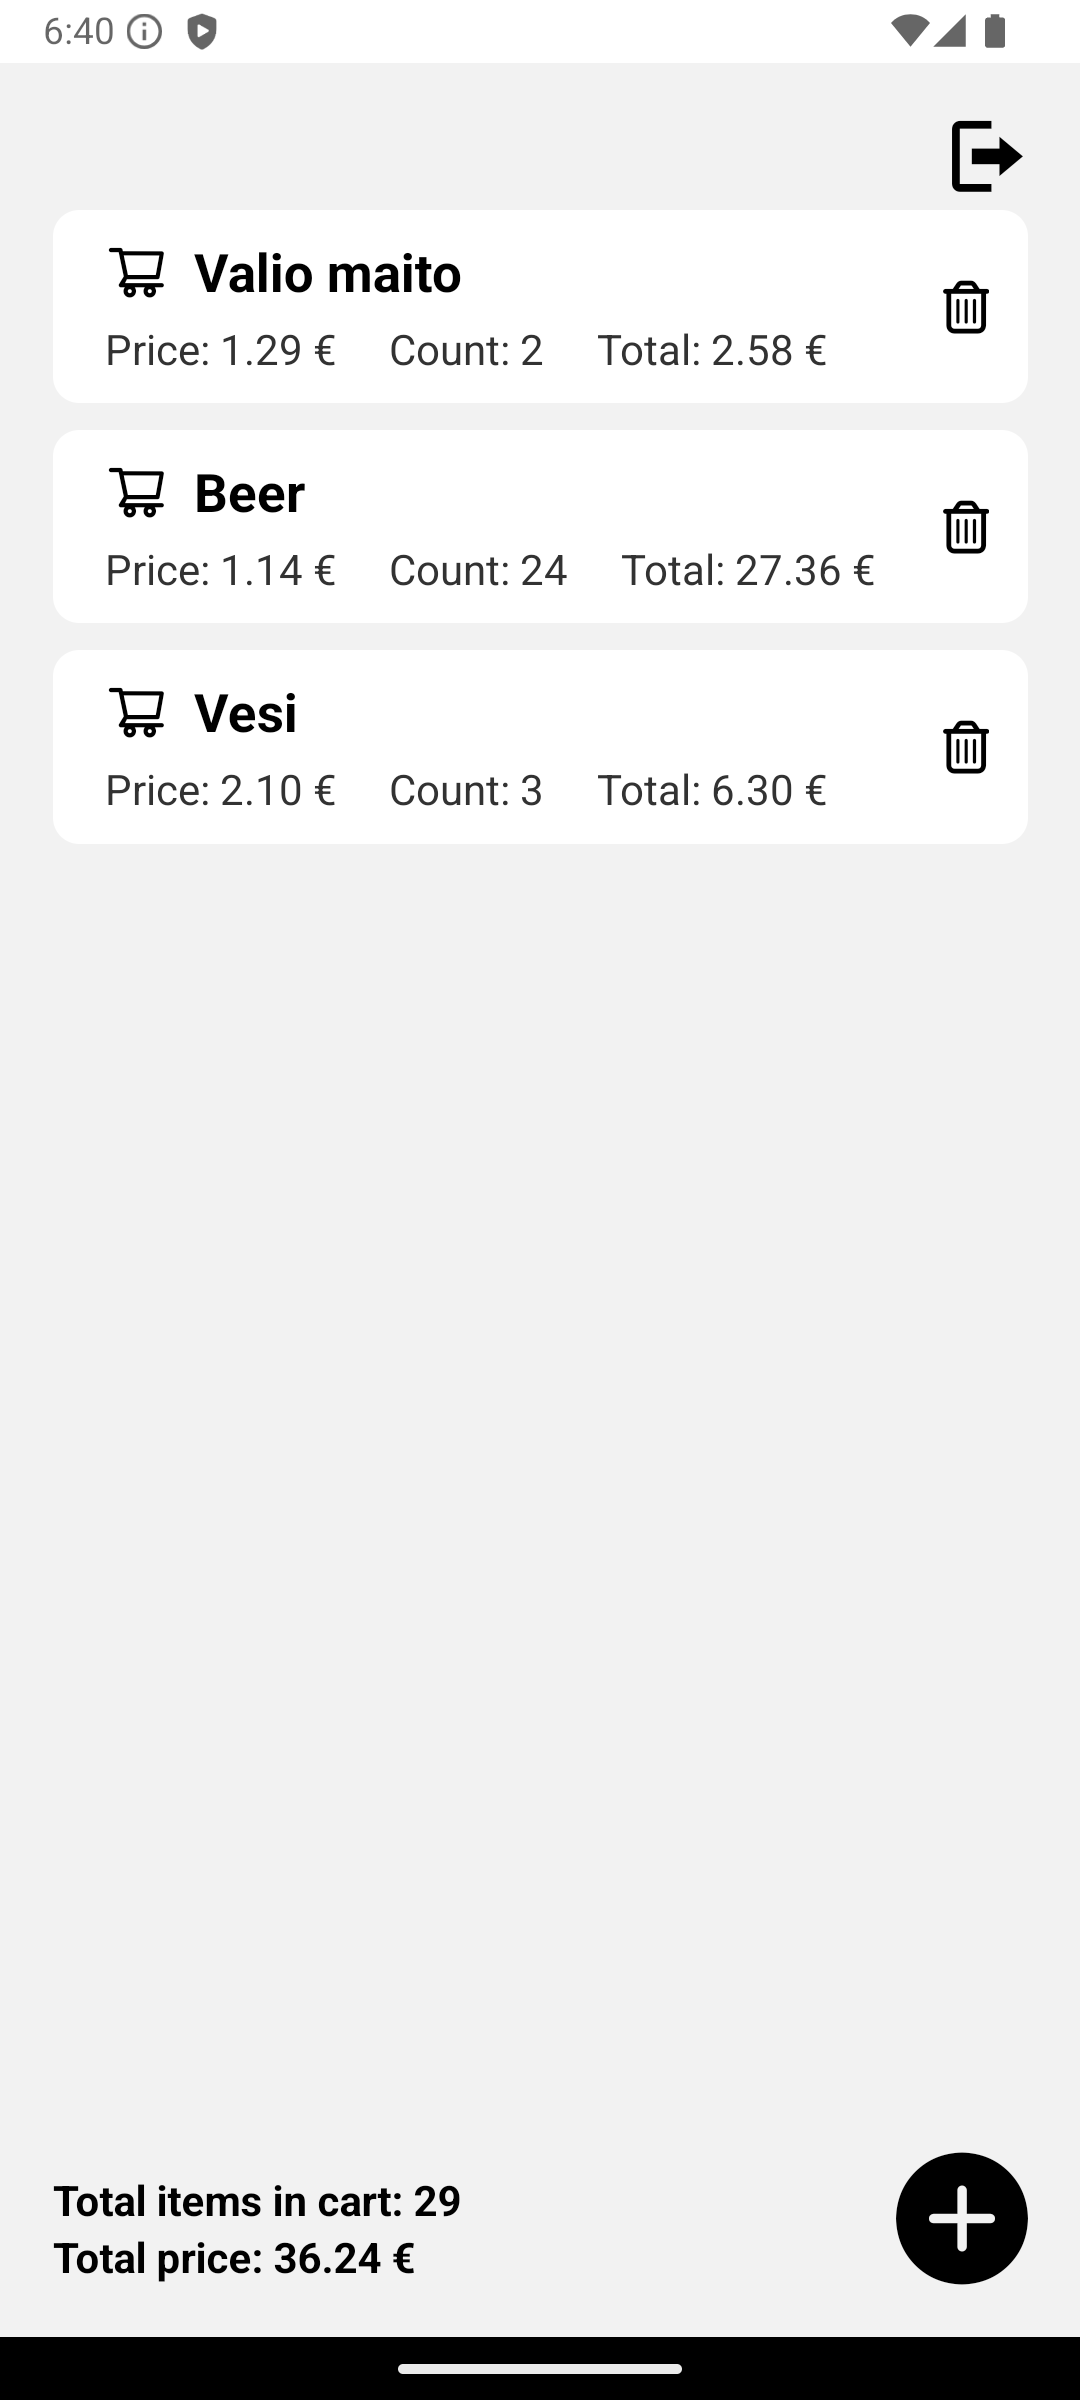 6:40
Valio maito
Price: 1.29 € Count: 2 Total: 2.58 €
Beer
Price: 1.14 € Count: 24 Total: 27.36 €
Vesi
Price: 2.10 € Count: 3 Total: 6.30 €
Total items in cart: 29
Total price: 36.24 €